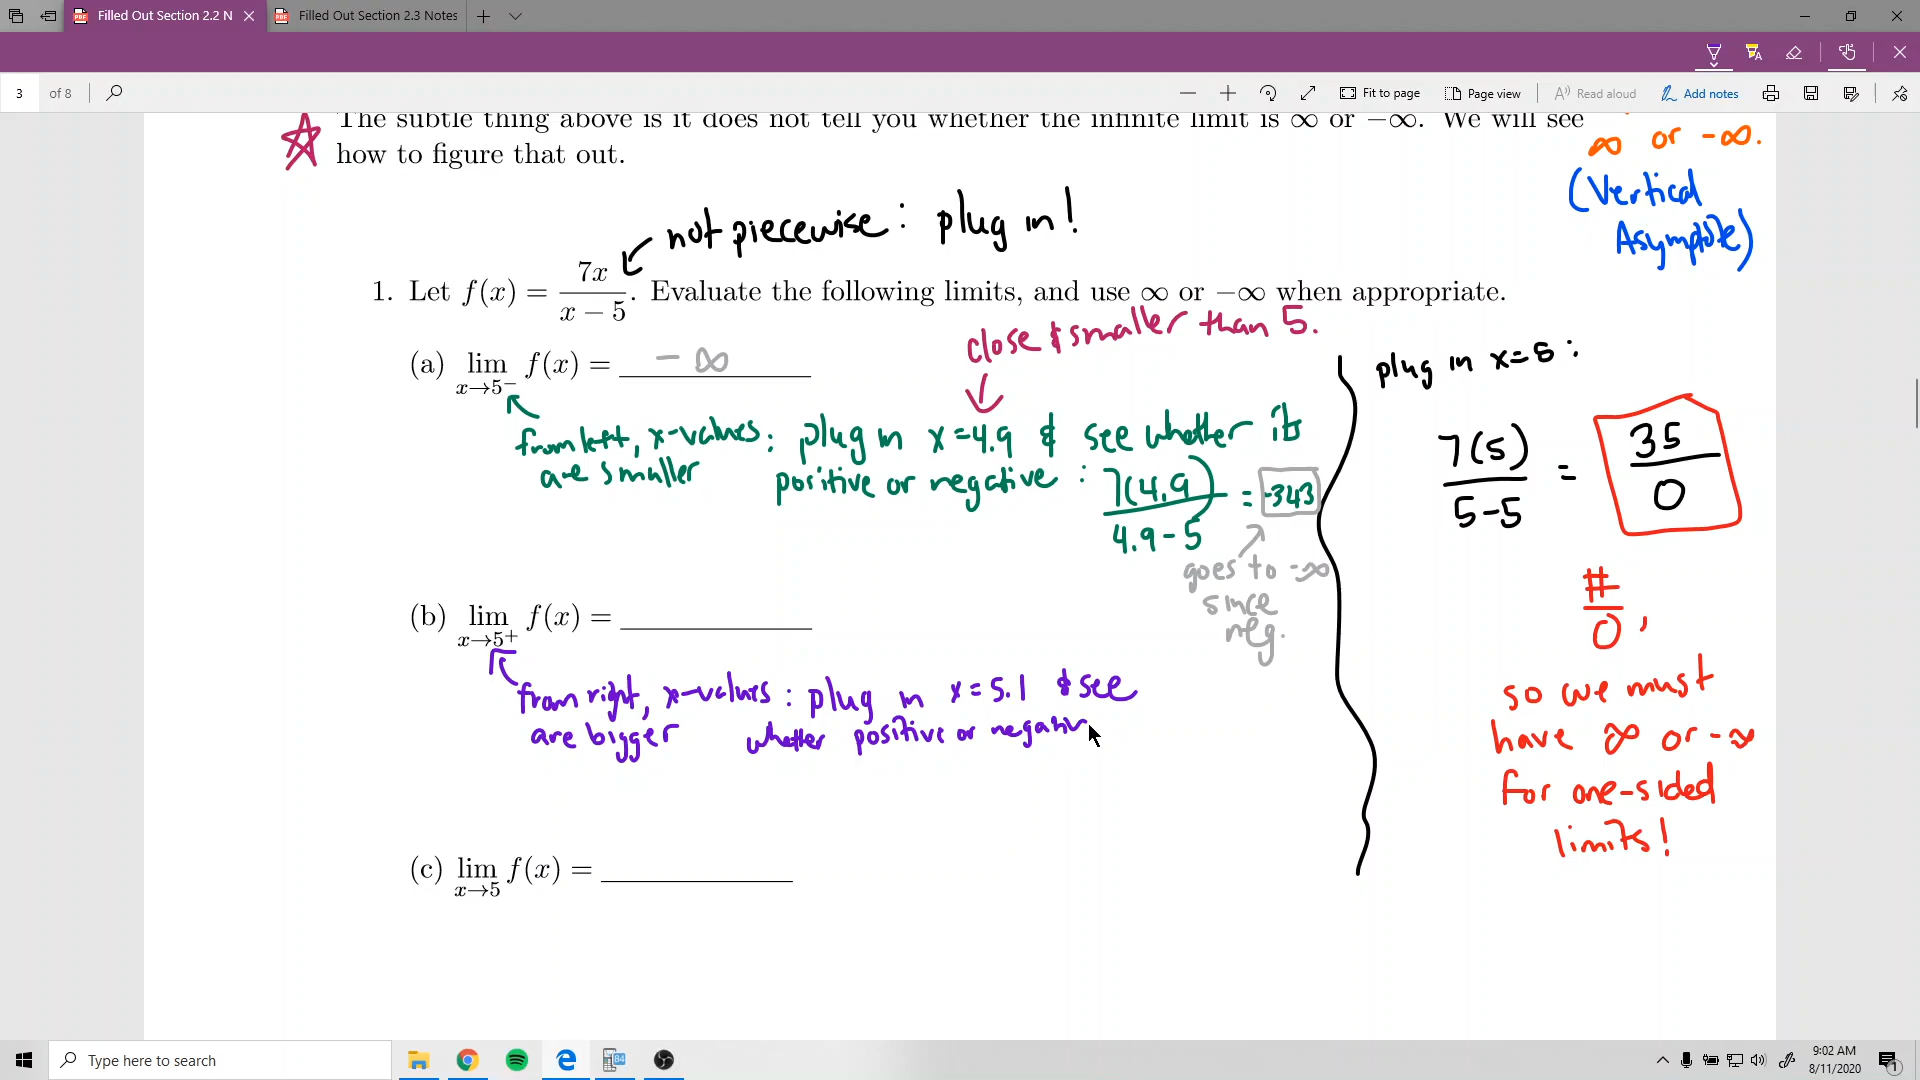 Filled Out Section 2.2 N
Filled Out Section 2.3 Notes
3 of 8
Fit to page
Page view
Read aloud
Add notes
The subtle thing above is it does not tell you whether the infinite limit is ∞ or −∞. We will see
how to figure that out.
∞ or -∞.
(Vertical
Asymptote)
not piecewise: plug in!
1. Let f(x) = 7x/(x − 5). Evaluate the following limits, and use ∞ or −∞ when appropriate.
close & smaller than 5.
(a) lim x→5⁻ f(x) = - ∞
from left, x-values: plug in x=4.9 & see whether its
are smaller positive or negative: 7(4.9)/(4.9-5) = -343
goes to -∞
since
neg.
(b) lim x→5⁺ f(x) =
from right, x-values: plug in x=5.1 & see
are bigger whether positive or negativ
(c) lim x→5 f(x) =
plug in x=5:
7(5)/(5-5) = 35/0
#/0,
so we must
have ∞ or -∞
for one-sided
limits!
Type here to search
84
9:02 AM
8/11/2020
1